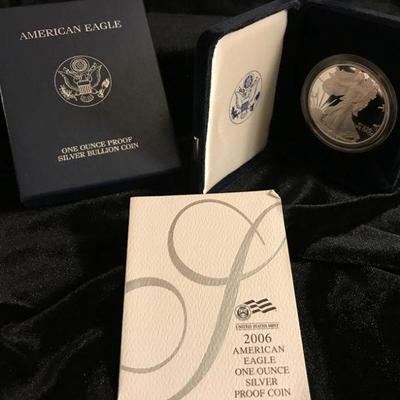 AMERICAN EAGLE
ONE OUNCE PROOF
SILVER BULLION COIN
UNITED STATES MINT
2006
AMERICAN
EAGLE
ONE OUNCE
SILVER
PROOF COIN